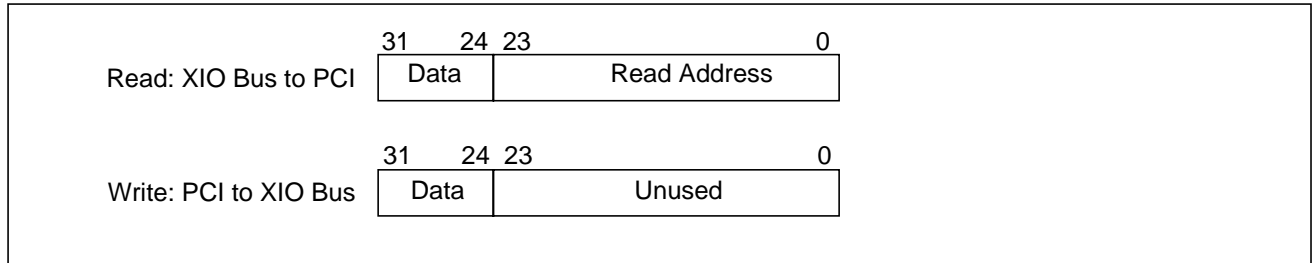 31 24 23 0
Read: XIO Bus to PCI Data Read Address
31 24 23 0
Write: PCI to XIO Bus Data Unused